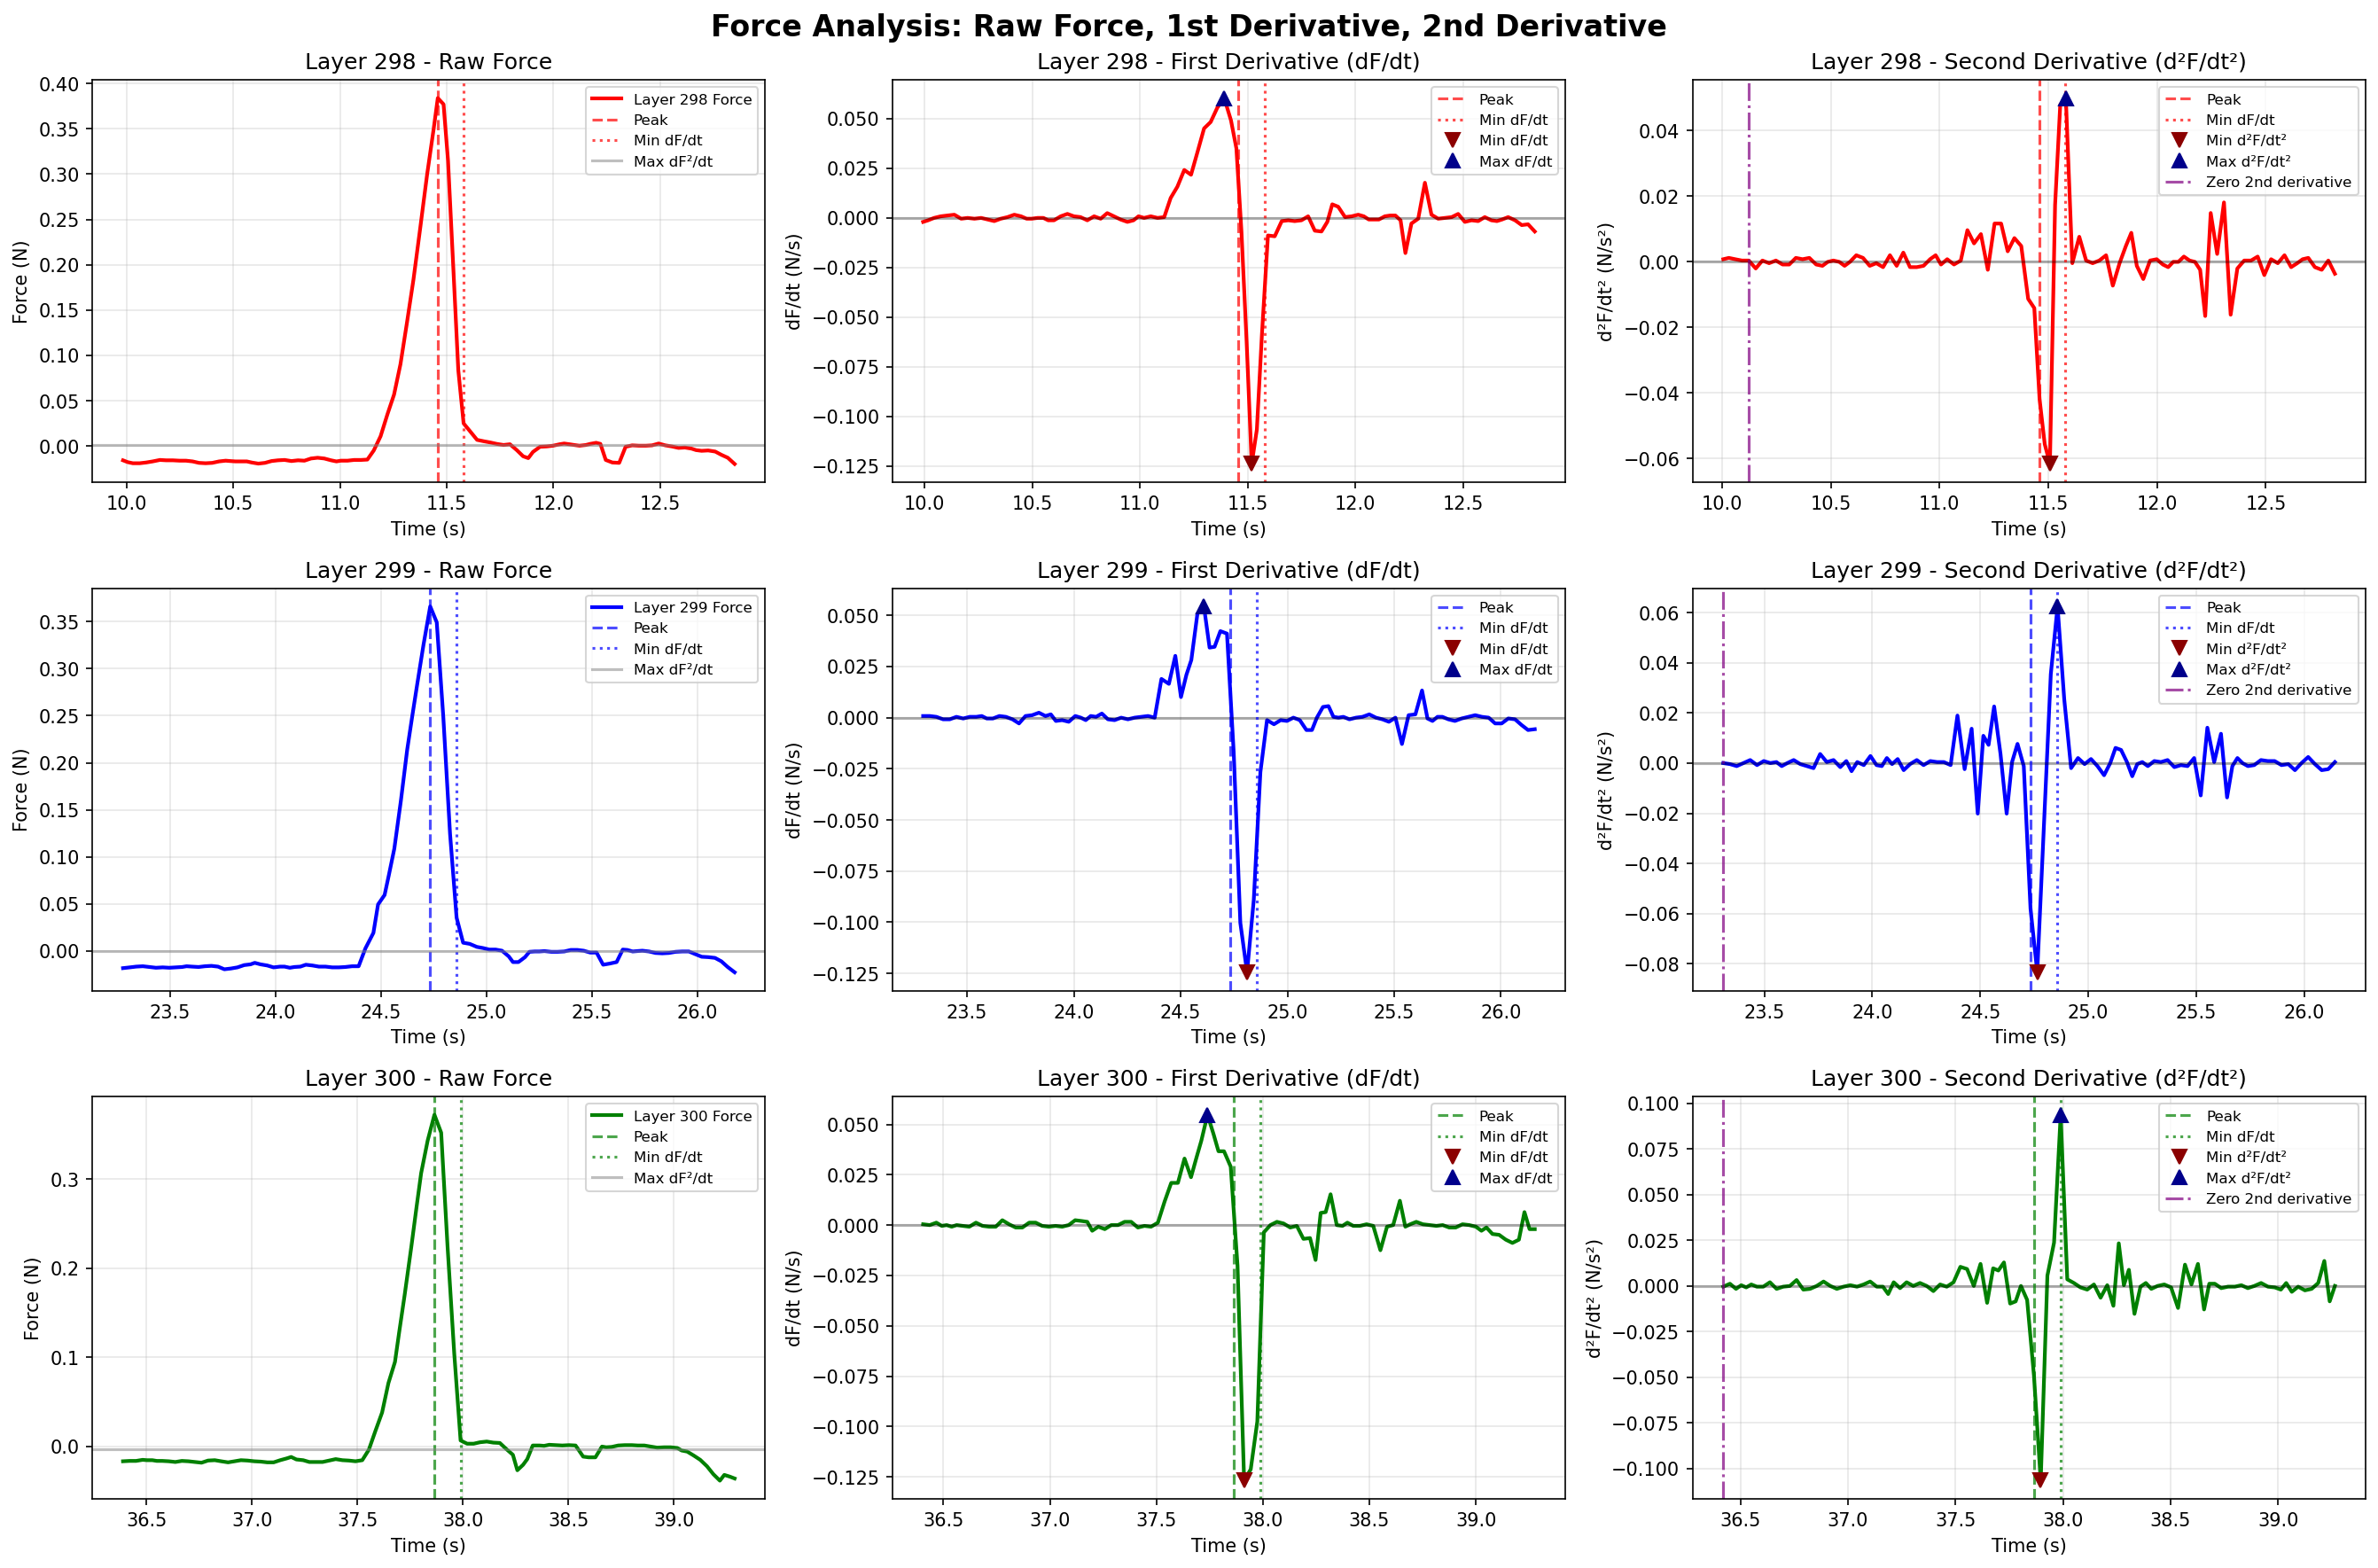 Force Analysis: Raw Force, 1st Derivative, 2nd Derivative
Layer 298 - Raw Force
Force (N)
0.40
0.35
0.30
0.25
0.20
0.15
0.10
0.05
0.00
Layer 298 Force
Peak
Min dF/dt
Max dF²/dt
10.0 10.5 11.0 11.5 12.0 12.5
Time (s)
Layer 298 - First Derivative (dF/dt)
dF/dt (N/s)
0.050
0.025
0.000
−0.025
−0.050
−0.075
−0.100
−0.125
Peak
Min dF/dt
Min dF/dt
Max dF/dt
10.0 10.5 11.0 11.5 12.0 12.5
Time (s)
Layer 298 - Second Derivative (d²F/dt²)
d²F/dt² (N/s²)
0.04
0.02
0.00
−0.02
−0.04
−0.06
Peak
Min dF/dt
Min d²F/dt²
Max d²F/dt²
Zero 2nd derivative
10.0 10.5 11.0 11.5 12.0 12.5
Time (s)
Layer 299 - Raw Force
Force (N)
0.35
0.30
0.25
0.20
0.15
0.10
0.05
0.00
Layer 299 Force
Peak
Min dF/dt
Max dF²/dt
23.5 24.0 24.5 25.0 25.5 26.0
Time (s)
Layer 299 - First Derivative (dF/dt)
dF/dt (N/s)
0.050
0.025
0.000
−0.025
−0.050
−0.075
−0.100
−0.125
Peak
Min dF/dt
Min dF/dt
Max dF/dt
23.5 24.0 24.5 25.0 25.5 26.0
Time (s)
Layer 299 - Second Derivative (d²F/dt²)
d²F/dt² (N/s²)
0.06
0.04
0.02
0.00
−0.02
−0.04
−0.06
−0.08
Peak
Min dF/dt
Min d²F/dt²
Max d²F/dt²
Zero 2nd derivative
23.5 24.0 24.5 25.0 25.5 26.0
Time (s)
Layer 300 - Raw Force
Force (N)
0.3
0.2
0.1
0.0
Layer 300 Force
Peak
Min dF/dt
Max dF²/dt
36.5 37.0 37.5 38.0 38.5 39.0
Time (s)
Layer 300 - First Derivative (dF/dt)
dF/dt (N/s)
0.050
0.025
0.000
−0.025
−0.050
−0.075
−0.100
−0.125
Peak
Min dF/dt
Min dF/dt
Max dF/dt
36.5 37.0 37.5 38.0 38.5 39.0
Time (s)
Layer 300 - Second Derivative (d²F/dt²)
d²F/dt² (N/s²)
0.100
0.075
0.050
0.025
0.000
−0.025
−0.050
−0.075
−0.100
Peak
Min dF/dt
Min d²F/dt²
Max d²F/dt²
Zero 2nd derivative
36.5 37.0 37.5 38.0 38.5 39.0
Time (s)